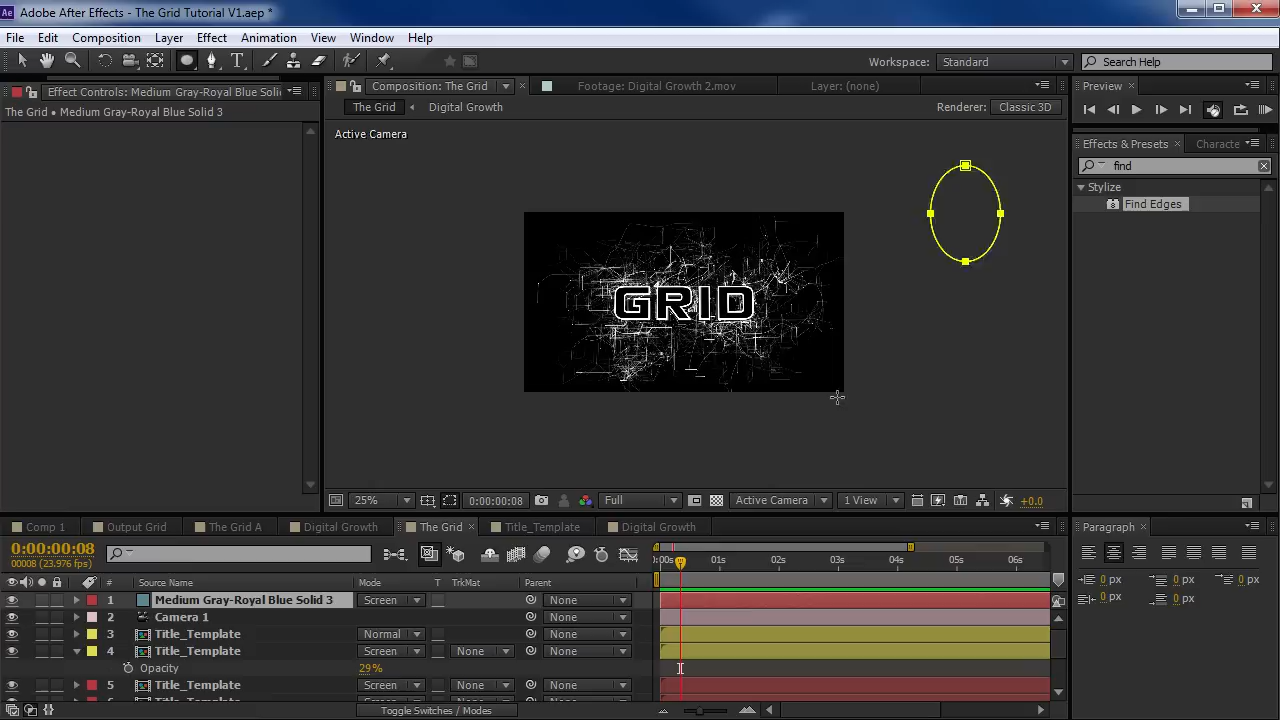 Ae Adobe After Effects - The Grid Tutorial V1.aep *
File Edit Composition Layer Effect Animation View Window Help
T Workspace: Standard Search Help
Effect Controls: Medium Gray-Royal Blue Soli Composition: The Grid Footage: Digital Growth 2.mov Layer: (none) Preview
The Grid • Medium Gray-Royal Blue Solid 3 The Grid Digital Growth Renderer: Classic 3D
Active Camera
Effects & Presets Characte
find
Stylize
Find Edges
GRID
25% 0:00:00:08 Full Active Camera 1 View +0.0
Comp 1 Output Grid The Grid A Digital Growth The Grid Title_Template Digital Growth Paragraph
0:00:00:08
00008 (23.976 fps)
:00s 01s 02s 03s 04s 05s 06s
# Source Name Mode T TrkMat Parent
0 px 0 px 0 px
0 px 0 px
1 Medium Gray-Royal Blue Solid 3 Screen None
2 Camera 1 None
3 Title_Template Normal None
4 Title_Template Screen None None
Opacity 29%
5 Title_Template Screen None None
Toggle Switches / Modes